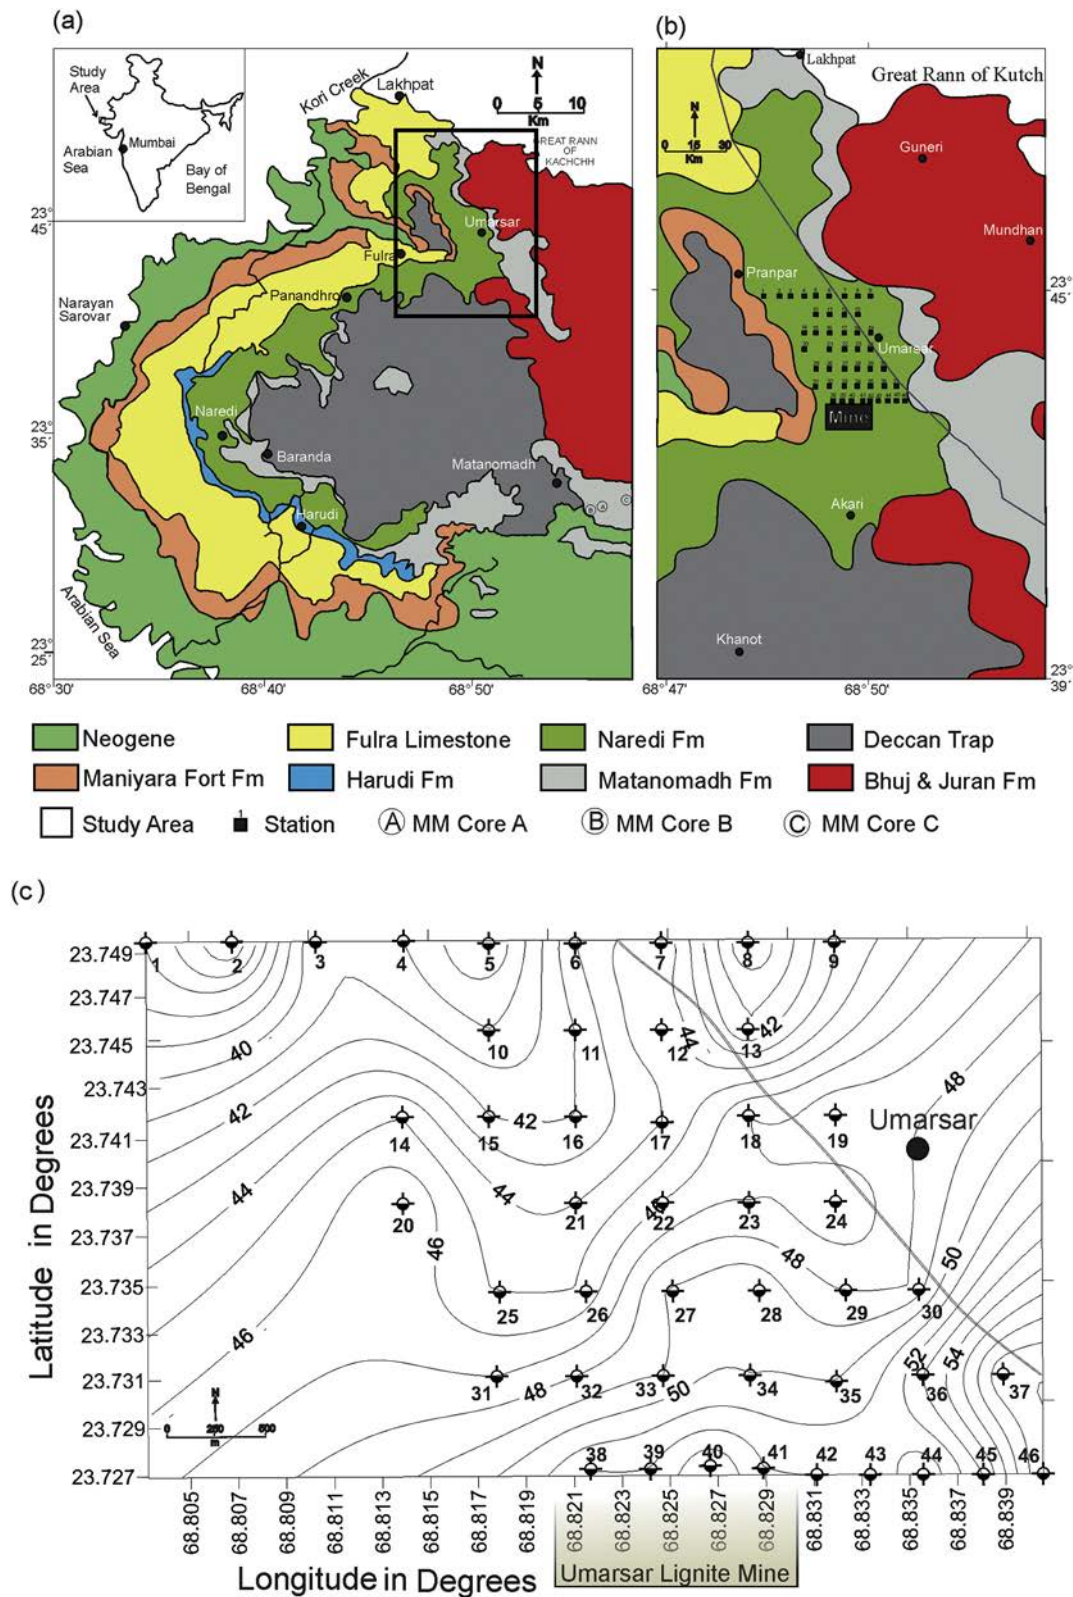 (a)
Study
Area
Mumbai
Arabian
Sea
Bay of
Bengal
Kori Creek
Lakhpat
N
0 5 10
Km
GREAT RANN
OF
KACHCHH
Umarsar
Fulra
Panandhro
Narayan
Sarovar
Naredi
Baranda
Matanomadh
Harudi
Arabian Sea
A
C
23°
45´
23°
35´
23°
25´
68°30´
68°40´
68°50´
(b)
Lakhpat
Great Rann of Kutch
N
0 15 30
Km
Guneri
Mundhan
Pranpar
Umarsar
Mine
Akari
Khanot
23°
45´
23°
39´
68°47´
68°50´
Neogene
Fulra Limestone
Naredi Fm
Deccan Trap
Maniyara Fort Fm
Harudi Fm
Matanomadh Fm
Bhuj & Juran Fm
Study Area
1
Station
A MM Core A
B MM Core B
C MM Core C
(c)
Latitude in Degrees
23.749
23.747
23.745
23.743
23.741
23.739
23.737
23.735
23.733
23.731
23.729
23.727
1 2 3 4 5 6 7 8 9
10 11 12 13
14 15 16 17 18 19
20 21 22 23 24
25 26 27 28 29 30
31 32 33 34 35 36 37
38 39 40 41 42 43 44 45 46
40
42
44
46
42
44
46
44
42
48
48
50
48
50
52
54
Umarsar
N
0 250 500
m
68.805
68.807
68.809
68.811
68.813
68.815
68.817
68.819
68.821
68.823
68.825
68.827
68.829
68.831
68.833
68.835
68.837
68.839
Longitude in Degrees
Umarsar Lignite Mine